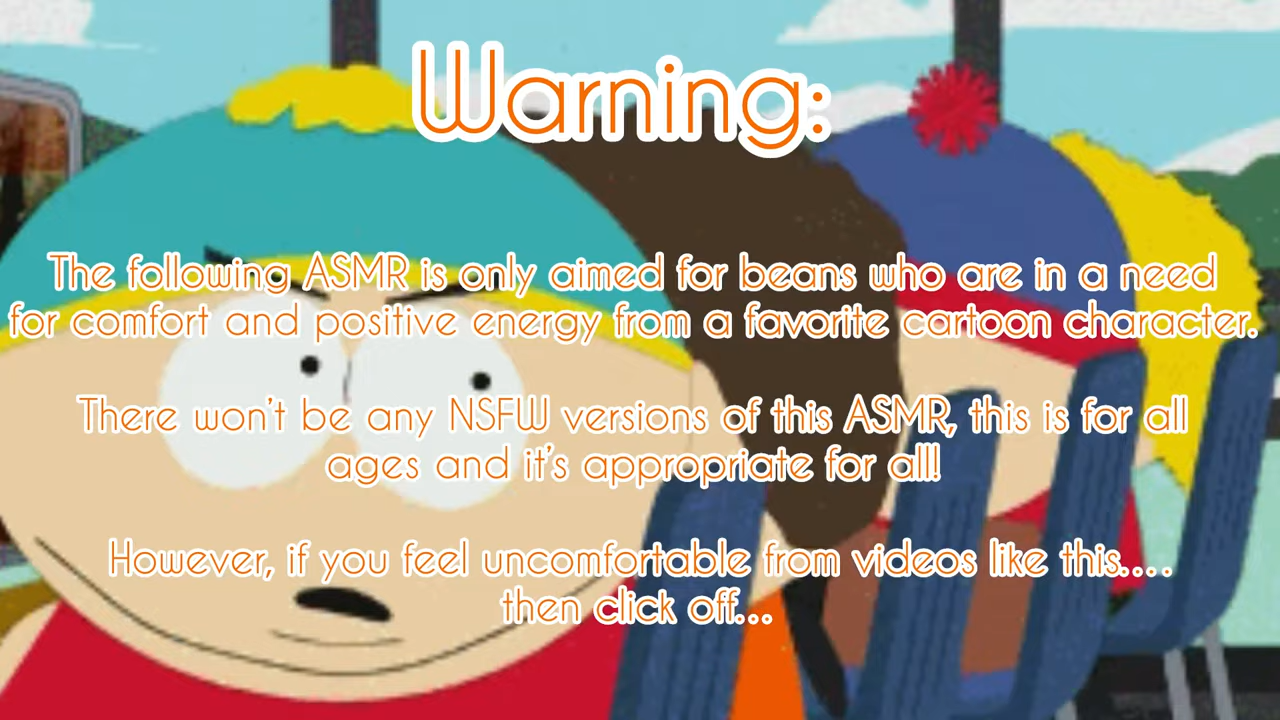 Warning:
The following ASMR is only aimed for beans who are in a need
for comfort and positive energy from a favorite cartoon character.
There won't be any NSFW versions of this ASMR, this is for all
ages and it's appropriate for all!
However, if you feel uncomfortable from videos like this....
then click off...